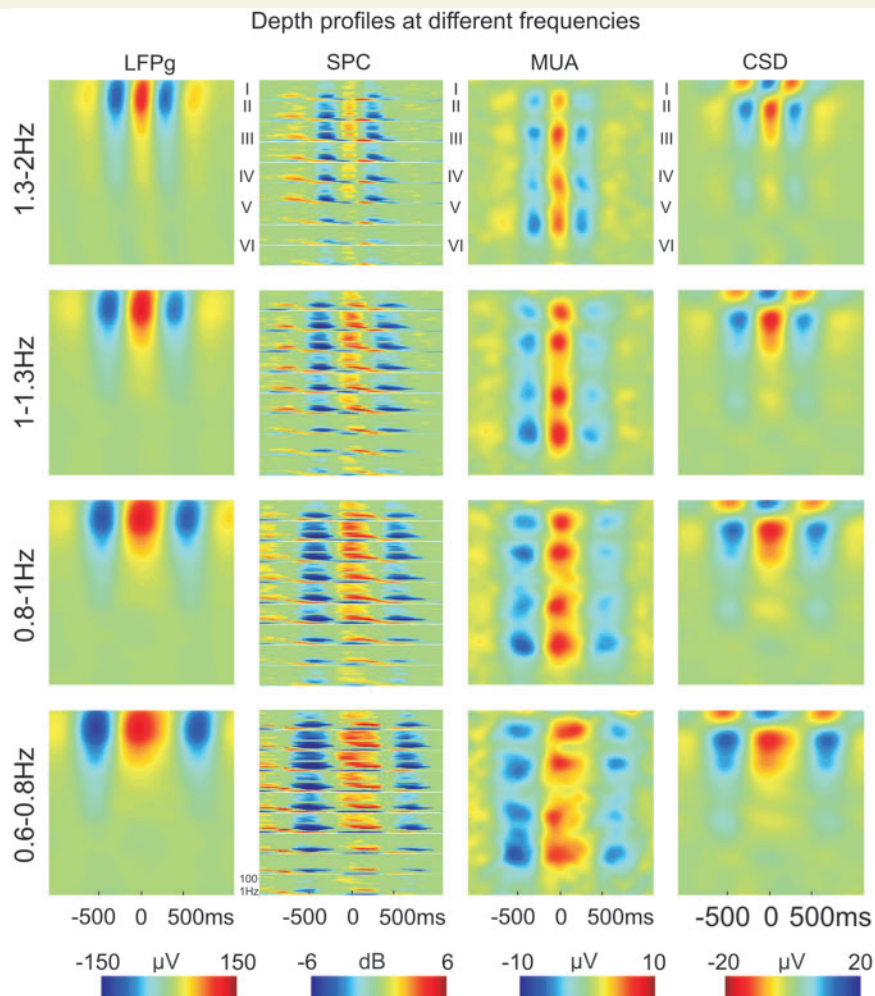 Depth profiles at different frequencies
LFPg SPC MUA CSD
1.3-2Hz
I
II
III
IV
V
VI
I
II
III
IV
V
VI
I
II
III
IV
V
VI
1-1.3Hz
0.8-1Hz
0.6-0.8Hz
100
1Hz
-500 0 500ms -500 0 500ms -500 0 500ms -500 0 500ms
-150 µV 150 -6 dB 6 -10 µV 10 -20 µV 20